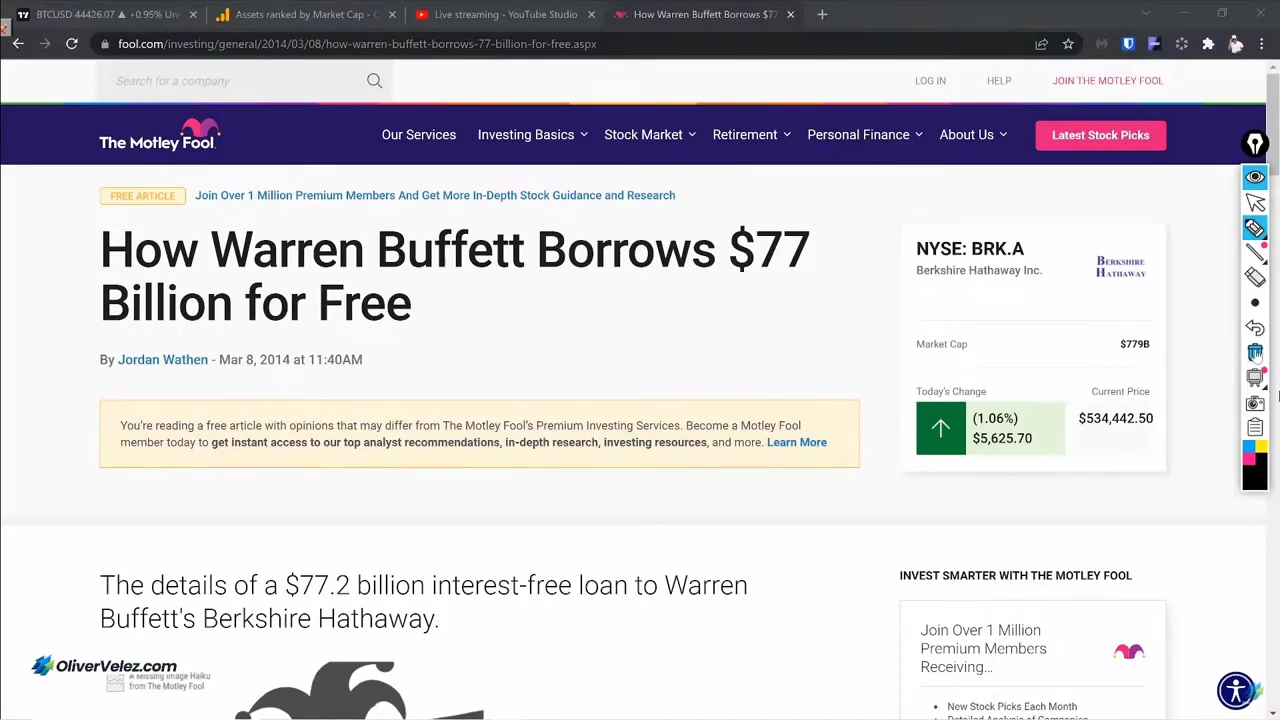 BTCUSD 44426.07 ▲ +0.95% Un
Assets ranked by Market Cap - C
Live streaming - YouTube Studio
How Warren Buffett Borrows $77
fool.com/investing/general/2014/03/08/how-warren-buffett-borrows-77-billion-for-free.aspx
Search for a company
LOG IN
HELP
JOIN THE MOTLEY FOOL
The Motley Fool.
Our Services
Investing Basics
Stock Market
Retirement
Personal Finance
About Us
Latest Stock Picks
FREE ARTICLE
Join Over 1 Million Premium Members And Get More In-Depth Stock Guidance and Research
How Warren Buffett Borrows $77
Billion for Free
By Jordan Wathen - Mar 8, 2014 at 11:40AM
You're reading a free article with opinions that may differ from The Motley Fool's Premium Investing Services. Become a Motley Fool
member today to get instant access to our top analyst recommendations, in-depth research, investing resources, and more. Learn More
NYSE: BRK.A
Berkshire Hathaway Inc.
BERKSHIRE
HATHAWAY
Market Cap
$779B
Today's Change
Current Price
(1.06%)
$5,625.70
$534,442.50
The details of a $77.2 billion interest-free loan to Warren
Buffett's Berkshire Hathaway.
OliverVelez.com
A Missing Image Haiku
from The Motley Fool
INVEST SMARTER WITH THE MOTLEY FOOL
Join Over 1 Million
Premium Members
Receiving...
• New Stock Picks Each Month
• Detailed Analysis of Companies